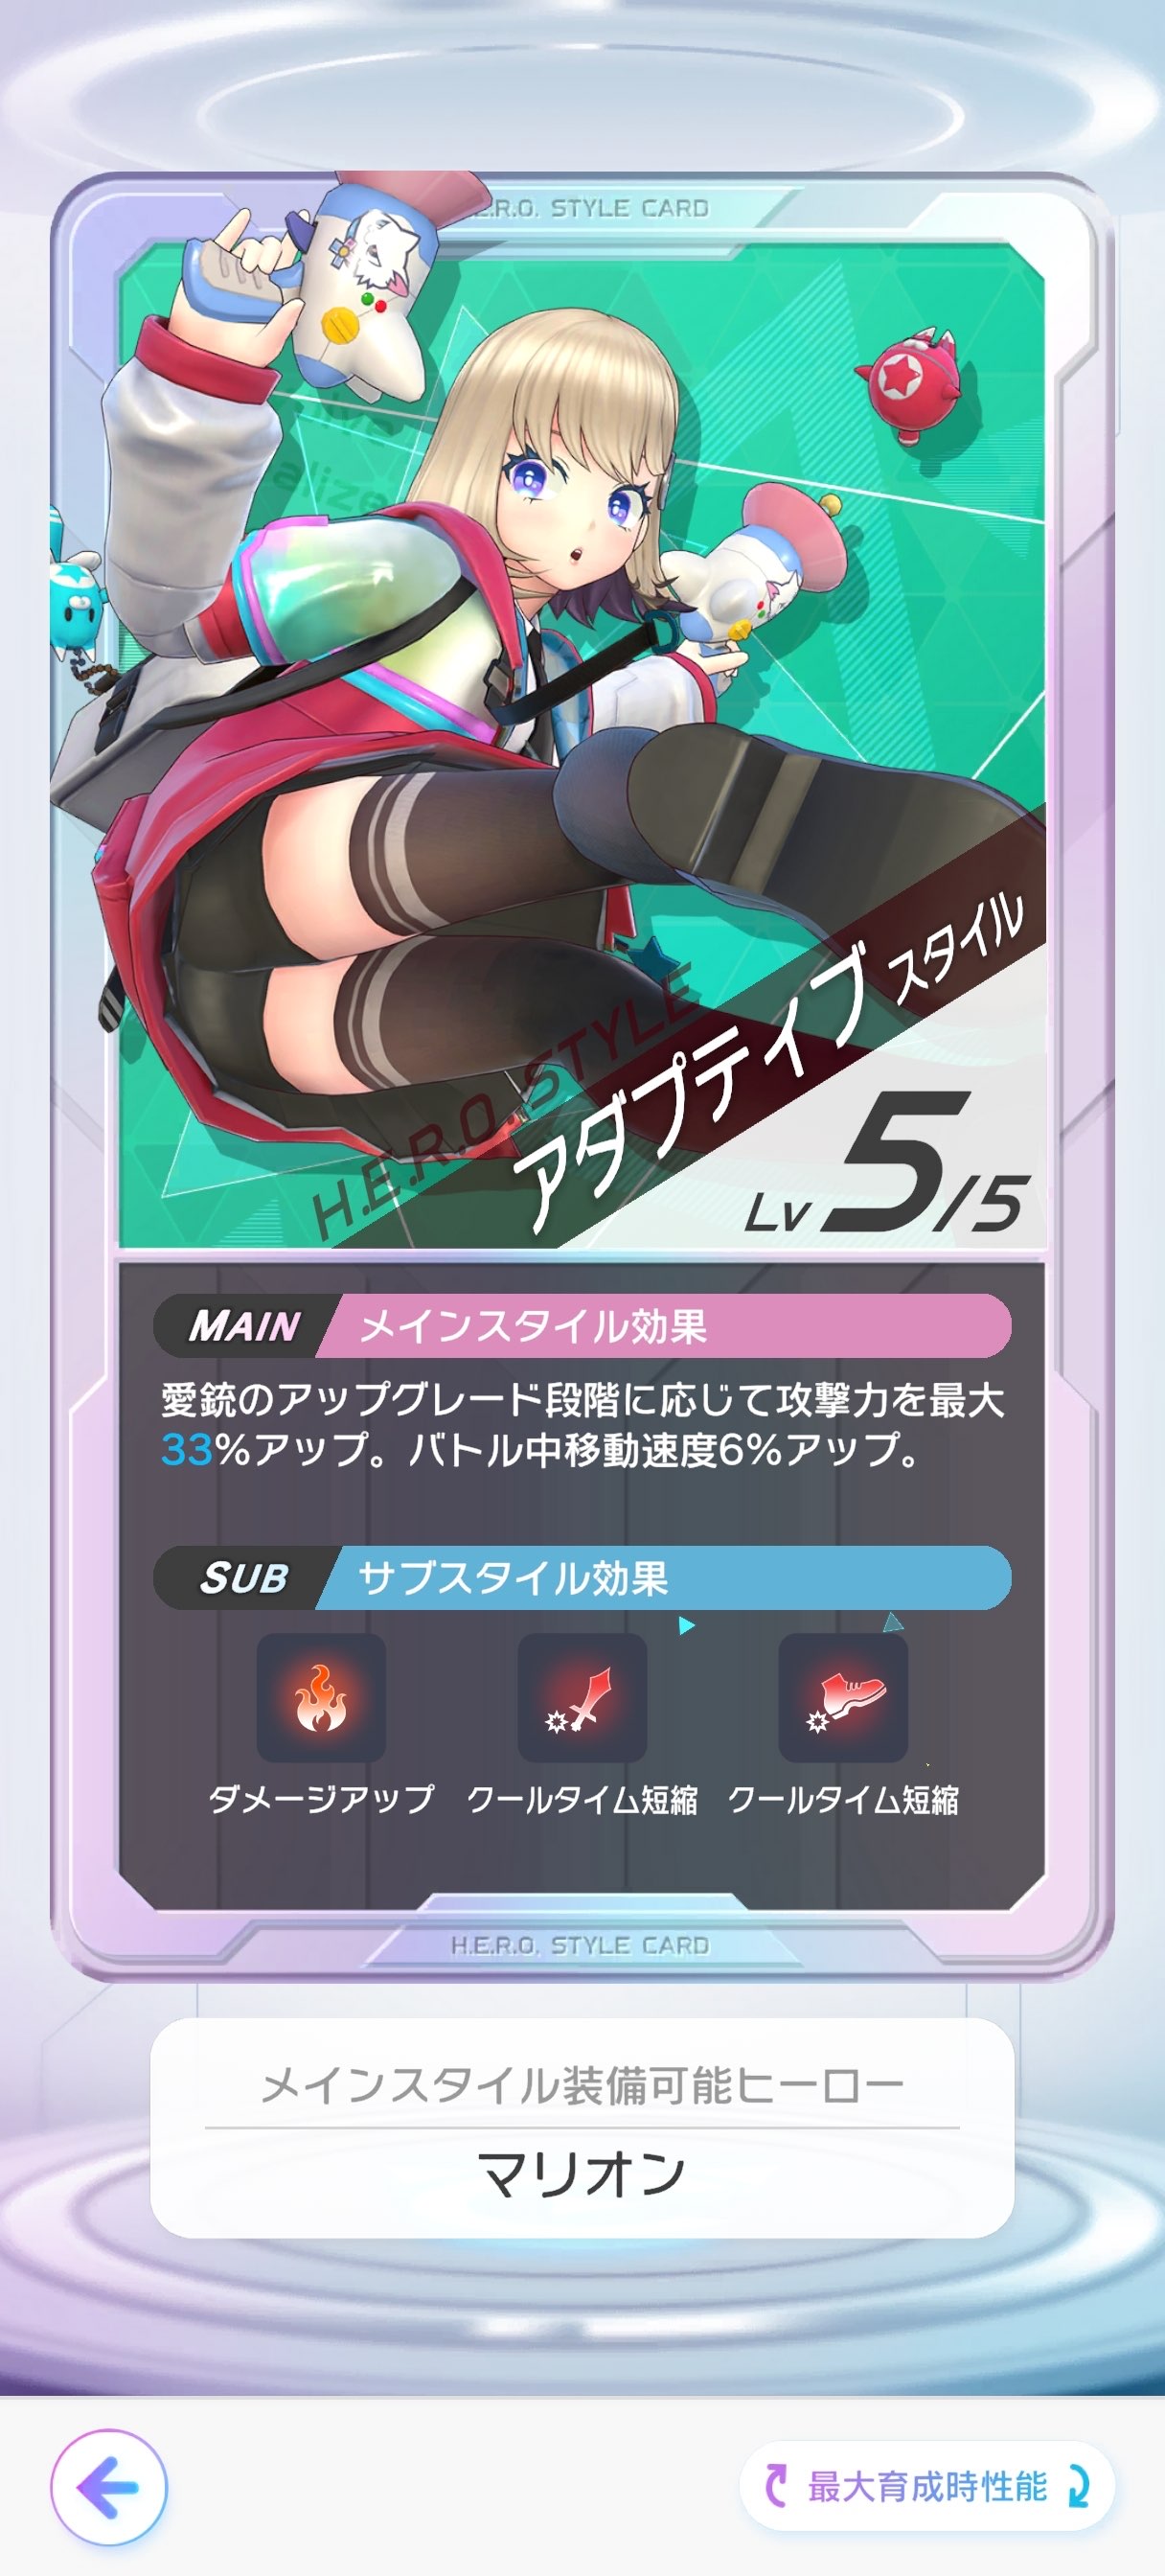 H.E.R.O. STYLE CARD
alize
H.E.R.O. STYLE
アダプティブ スタイル
Lv 5/5
MAIN メインスタイル効果
愛銃のアップグレード段階に応じて攻撃力を最大
33%アップ。バトル中移動速度6%アップ。
SUB サブスタイル効果
ダメージアップ クールタイム短縮 クールタイム短縮
H.E.R.O. STYLE CARD
メインスタイル装備可能ヒーロー
マリオン
最大育成時性能